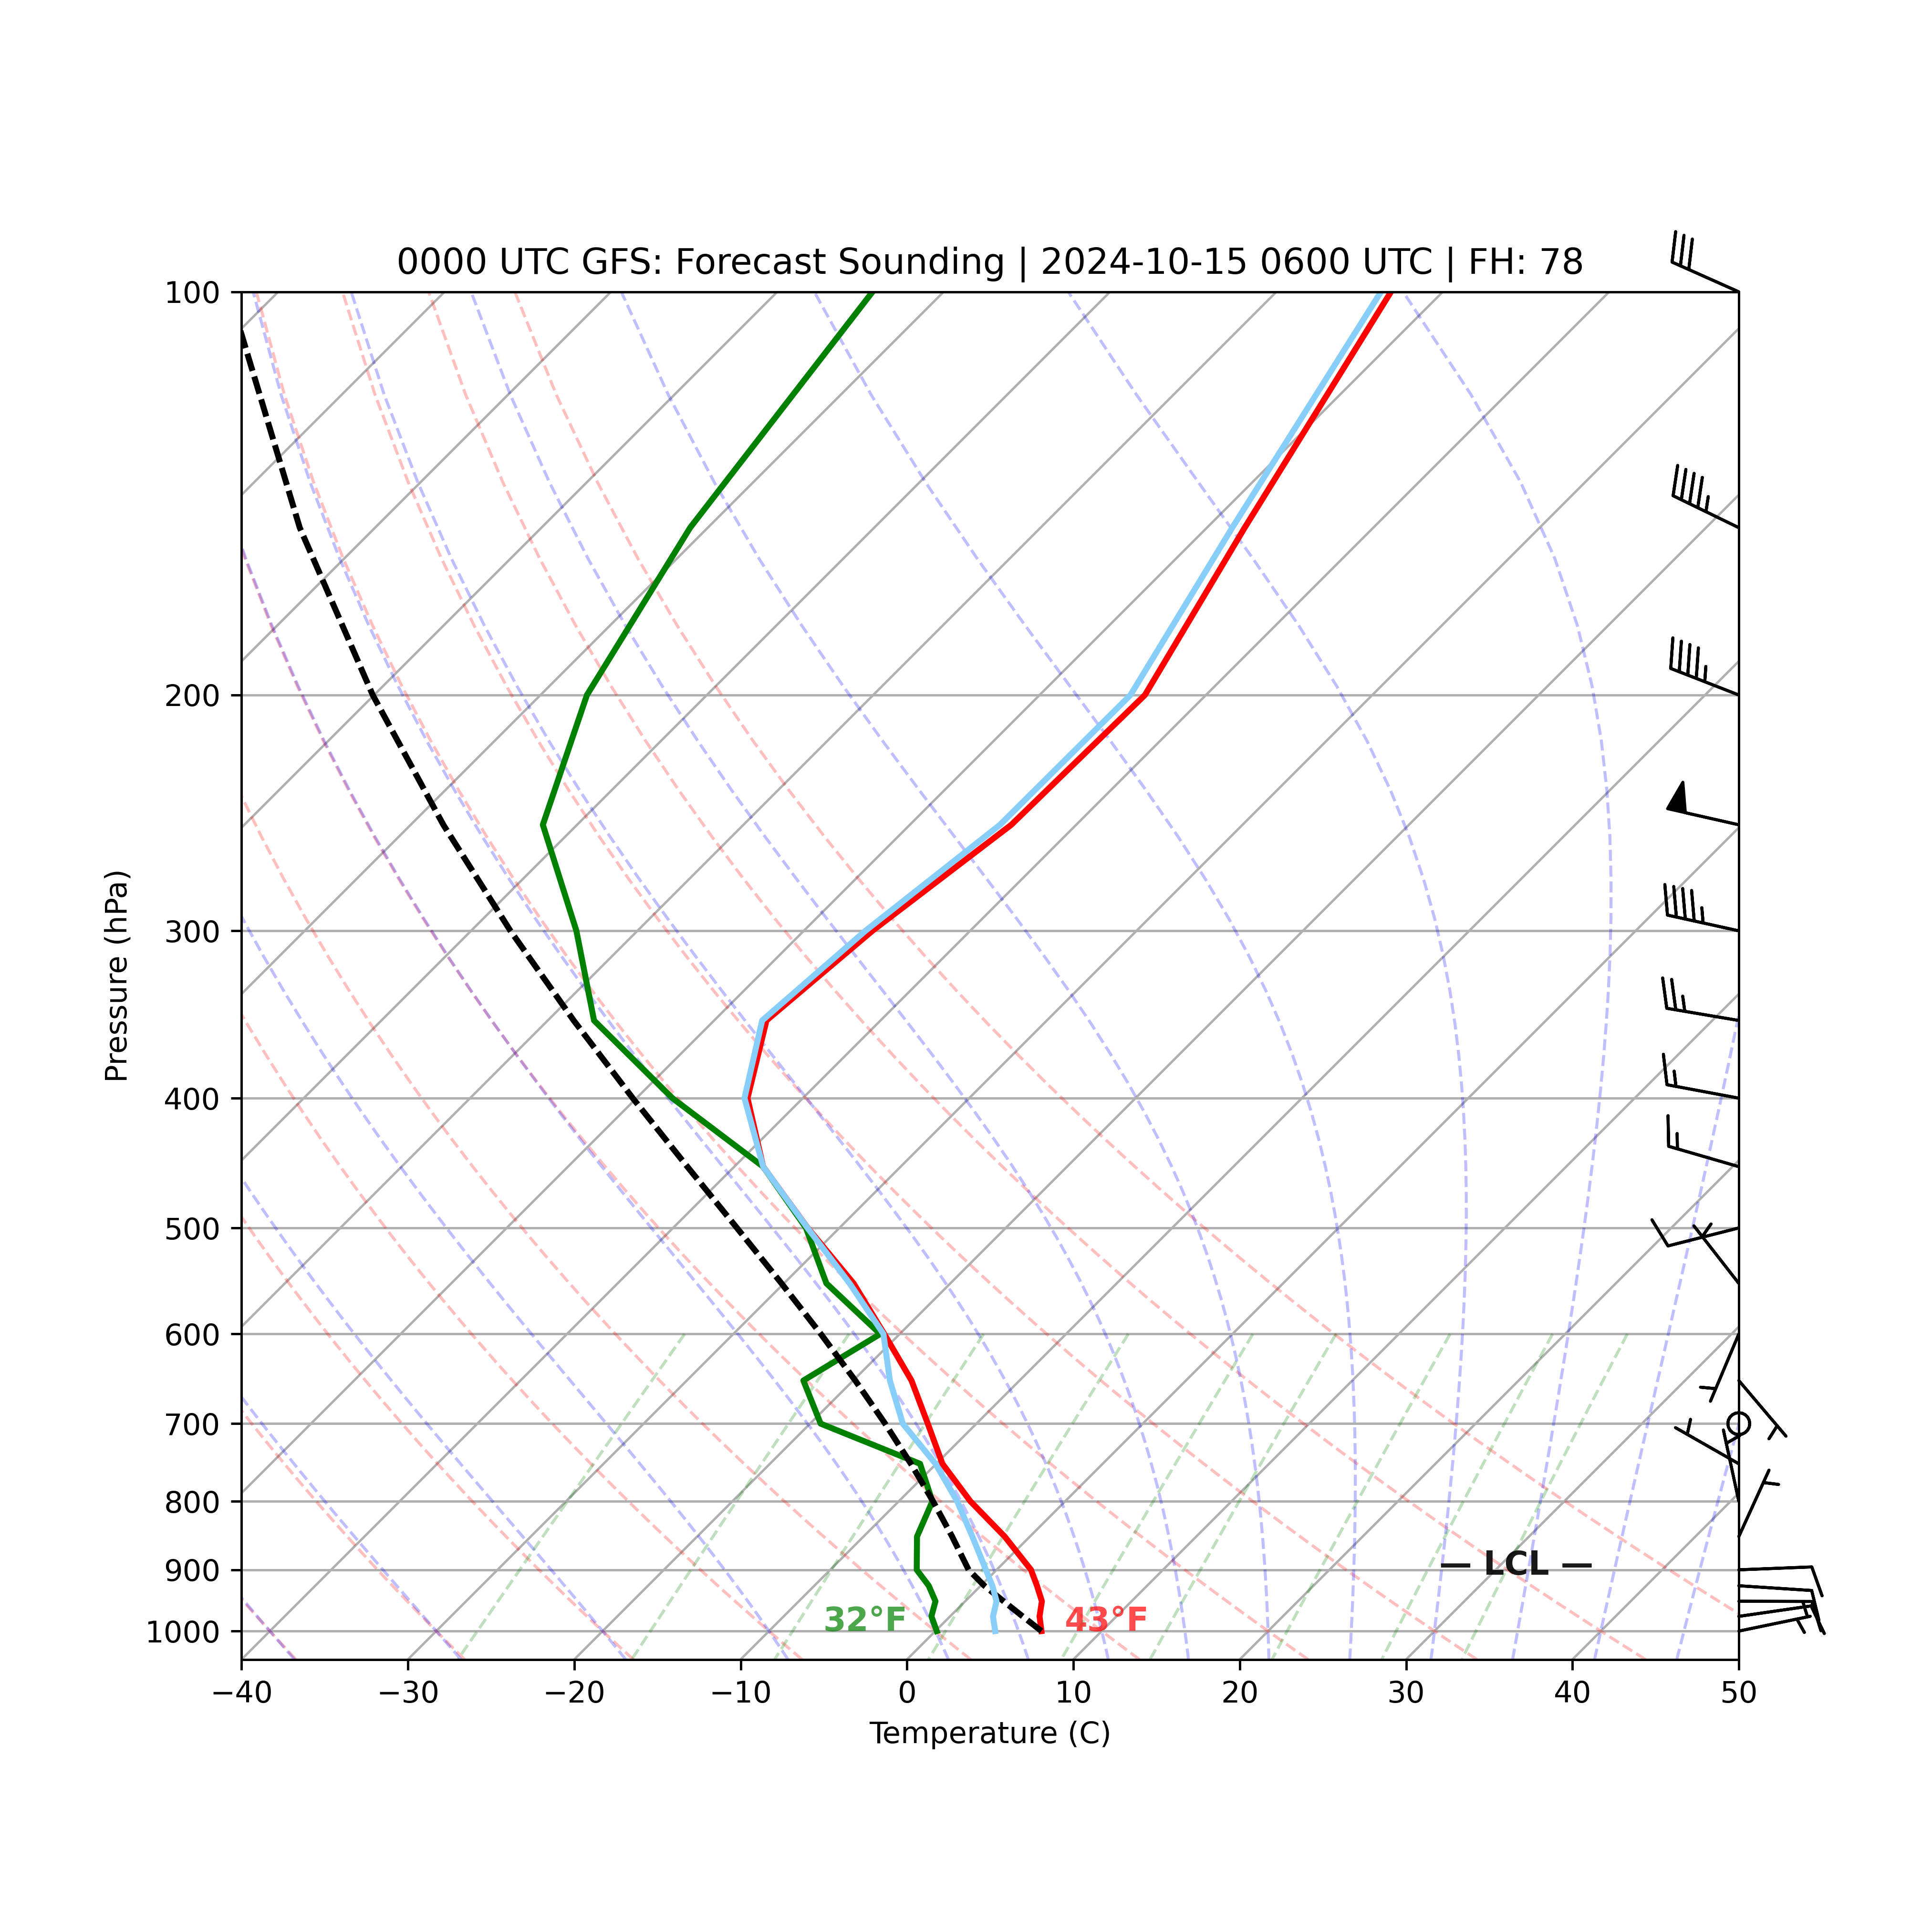 0000 UTC GFS: Forecast Sounding | 2024-10-15 0600 UTC | FH: 78
100
200
300
400
500
600
700
800
900
1000
Pressure (hPa)
— LCL —
32°F
43°F
−40 −30 −20 −10 0 10 20 30 40 50
Temperature (C)